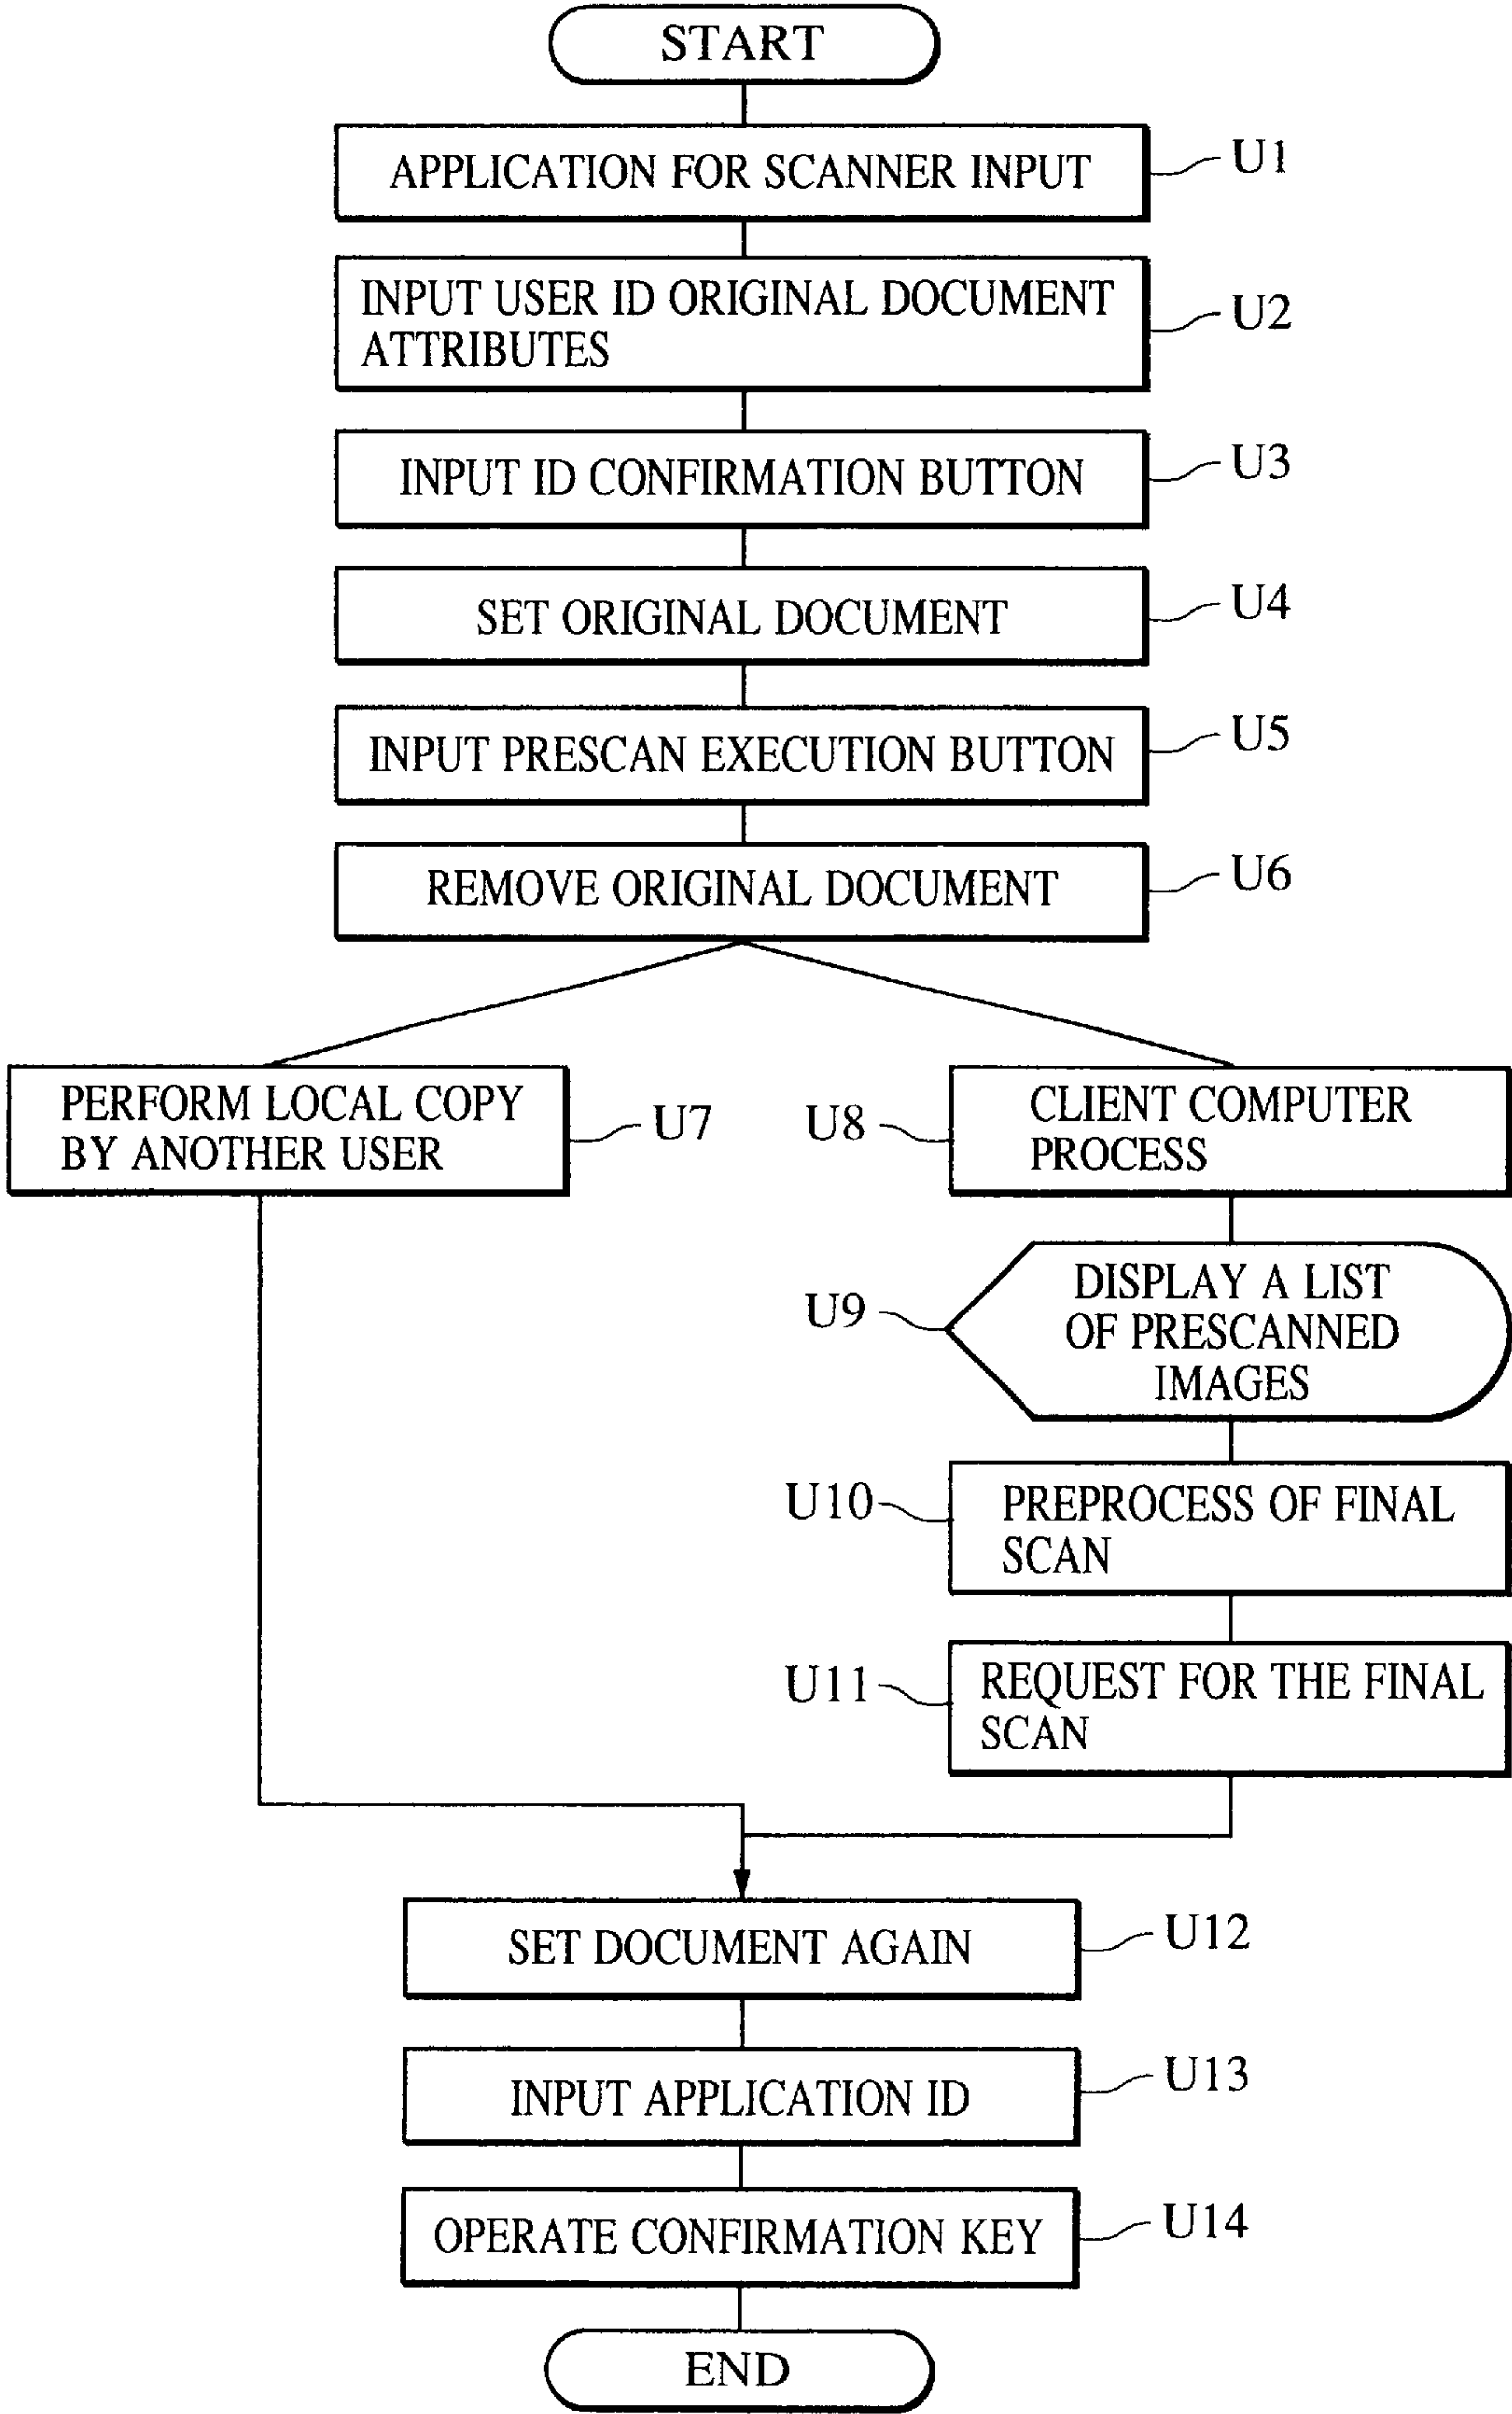 START
APPLICATION FOR SCANNER INPUT
U1
INPUT USER ID ORIGINAL DOCUMENT
ATTRIBUTES
U2
INPUT ID CONFIRMATION BUTTON
U3
SET ORIGINAL DOCUMENT
U4
INPUT PRESCAN EXECUTION BUTTON
U5
REMOVE ORIGINAL DOCUMENT
U6
PERFORM LOCAL COPY
BY ANOTHER USER
U7
U8
CLIENT COMPUTER
PROCESS
U9
DISPLAY A LIST
OF PRESCANNED
IMAGES
U10
PREPROCESS OF FINAL
SCAN
U11
REQUEST FOR THE FINAL
SCAN
SET DOCUMENT AGAIN
U12
INPUT APPLICATION ID
U13
OPERATE CONFIRMATION KEY
U14
END